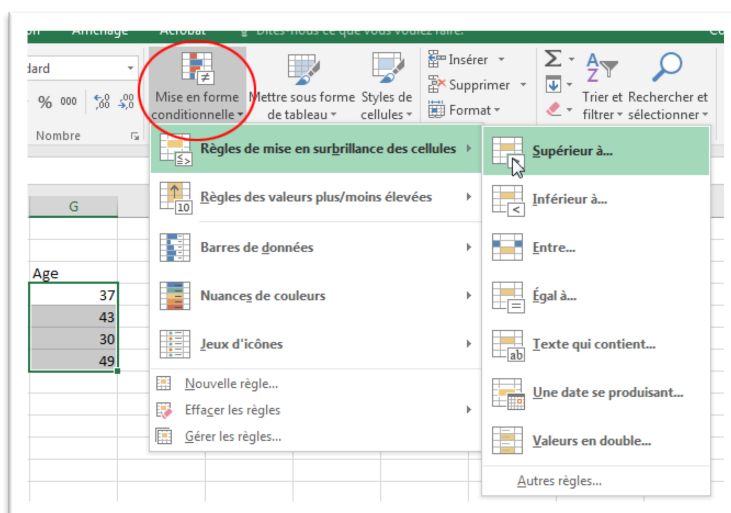 Affichage Acrobat Dites-nous ce que vous voulez faire.
dard
Insérer
Supprimer
Format
% 000
Mise en forme conditionnelle
Mettre sous forme de tableau
Styles de cellules
Trier et filtrer
Rechercher et sélectionner
Nombre
Règles de mise en surbrillance des cellules
Règles des valeurs plus/moins élevées
10
Barres de données
Nuances de couleurs
Jeux d'icônes
Nouvelle règle...
Effacer les règles
Gérer les règles...
Supérieur à...
Inférieur à...
Entre...
Égal à...
Texte qui contient...
ab
Une date se produisant...
Valeurs en double...
Autres règles...
G
Age
37
43
30
49